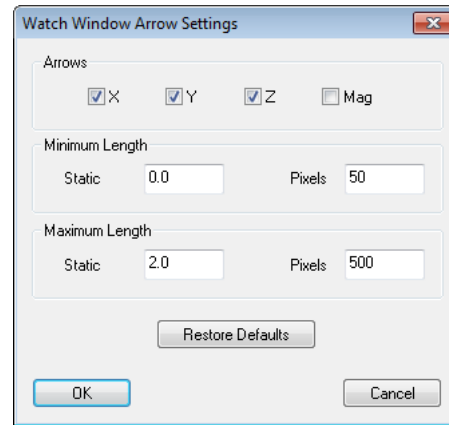 Watch Window Arrow Settings
Arrows
X Y Z Mag
Minimum Length
Static 0.0 Pixels 50
Maximum Length
Static 2.0 Pixels 500
Restore Defaults
OK Cancel